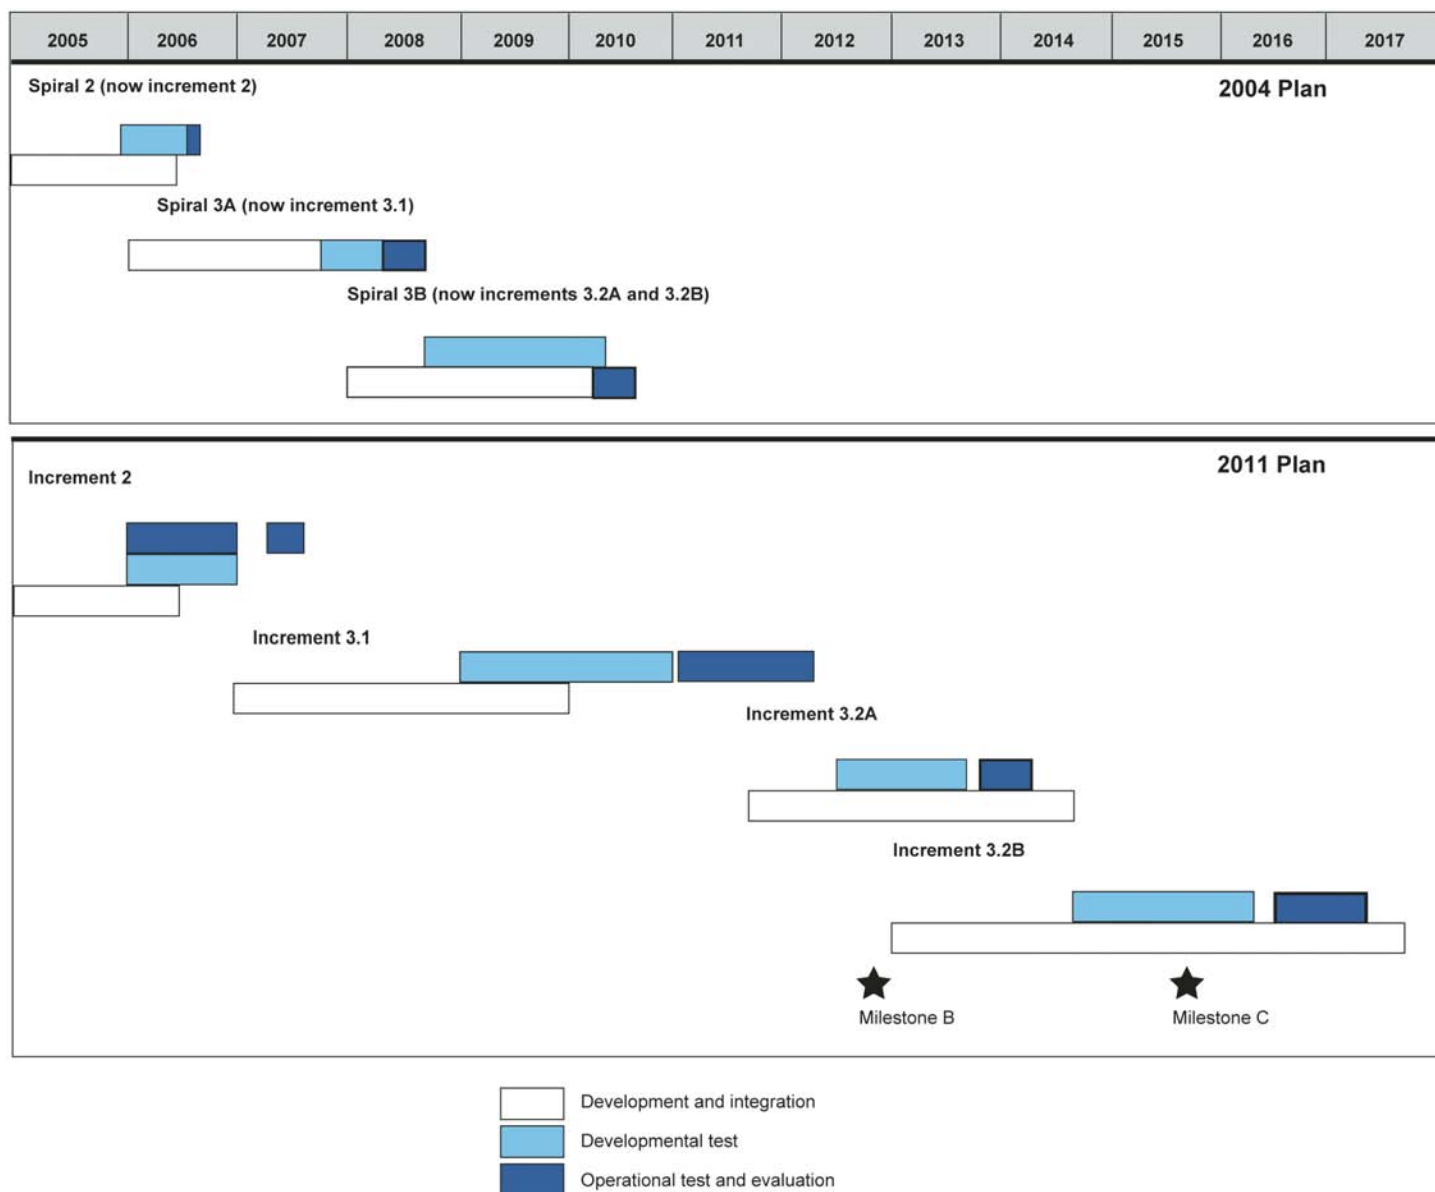 2005 2006 2007 2008 2009 2010 2011 2012 2013 2014 2015 2016 2017
2004 Plan
Spiral 2 (now increment 2)
Spiral 3A (now increment 3.1)
Spiral 3B (now increments 3.2A and 3.2B)
2011 Plan
Increment 2
Increment 3.1
Increment 3.2A
Increment 3.2B
Milestone B
Milestone C
Development and integration
Developmental test
Operational test and evaluation